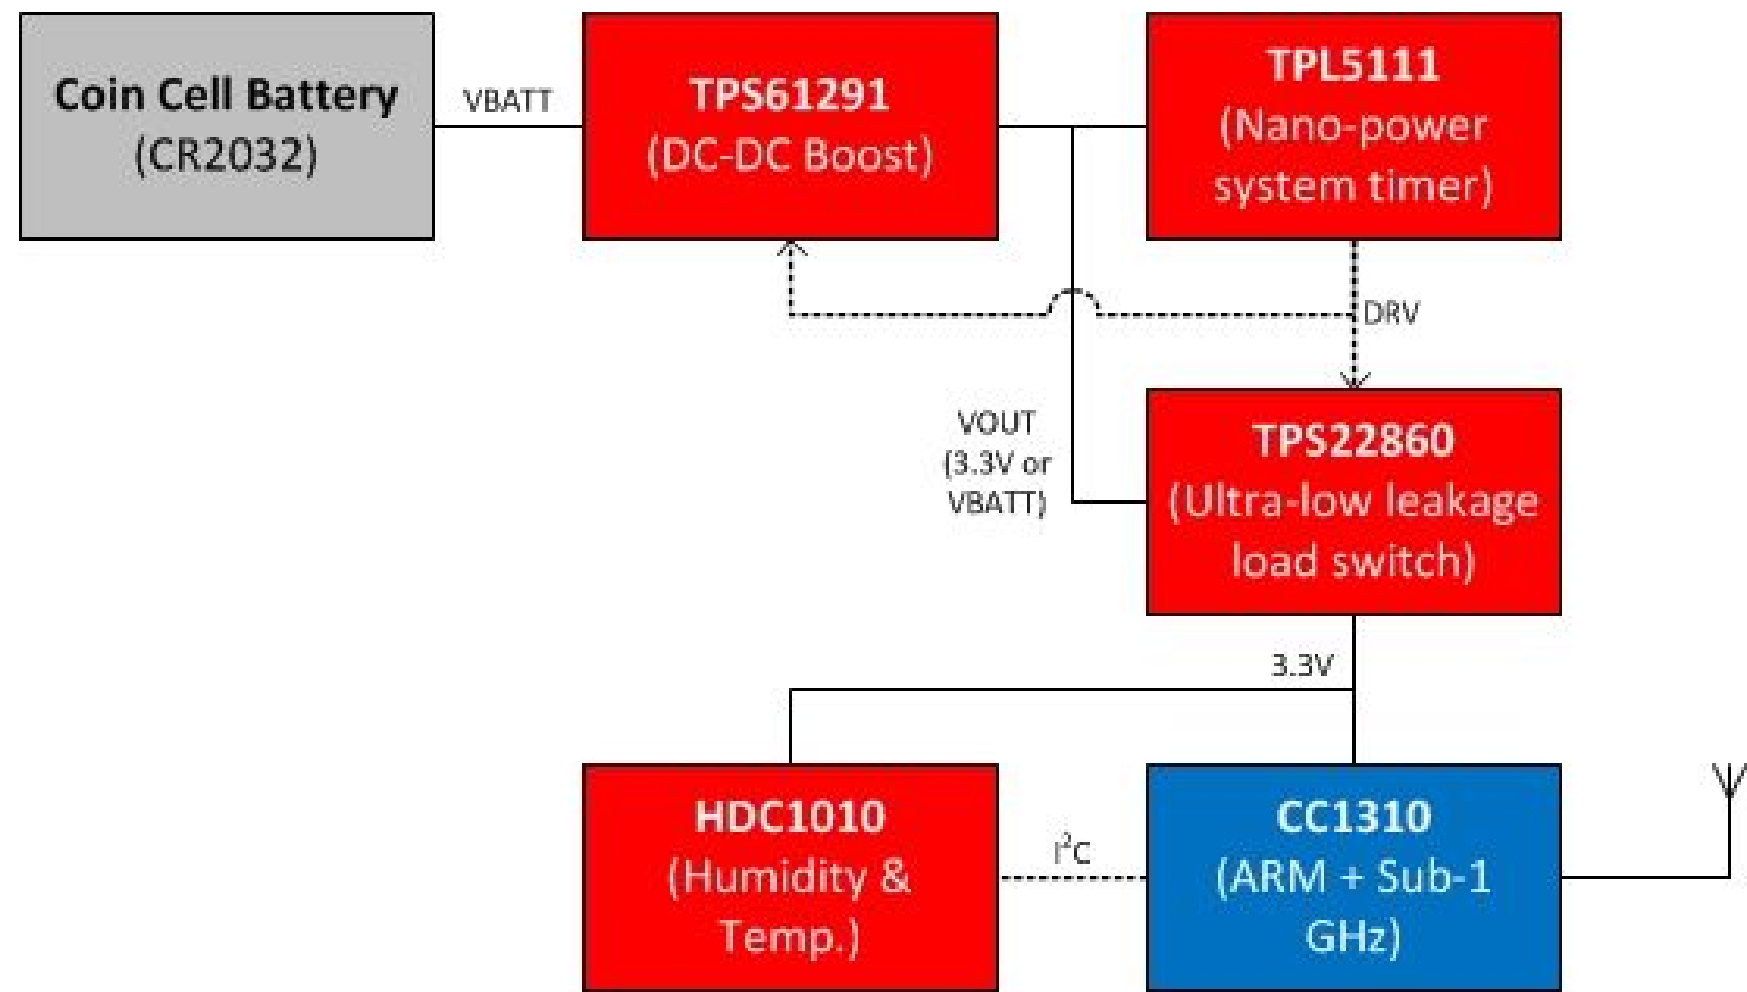 Coin Cell Battery
(CR2032)
VBATT
TPS61291
(DC-DC Boost)
TPL5111
(Nano-power
system timer)
DRV
VOUT
(3.3V or
VBATT)
TPS22860
(Ultra-low leakage
load switch)
3.3V
HDC1010
(Humidity &
Temp.)
I²C
CC1310
(ARM + Sub-1
GHz)